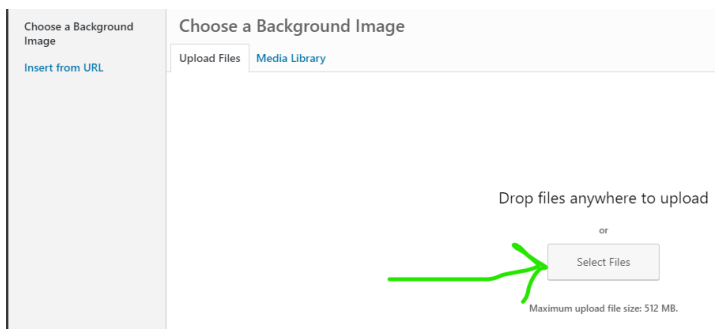 Choose a Background
Image
Insert from URL
Choose a Background Image
Upload Files
Media Library
Drop files anywhere to upload
or
Select Files
Maximum upload file size: 512 MB.